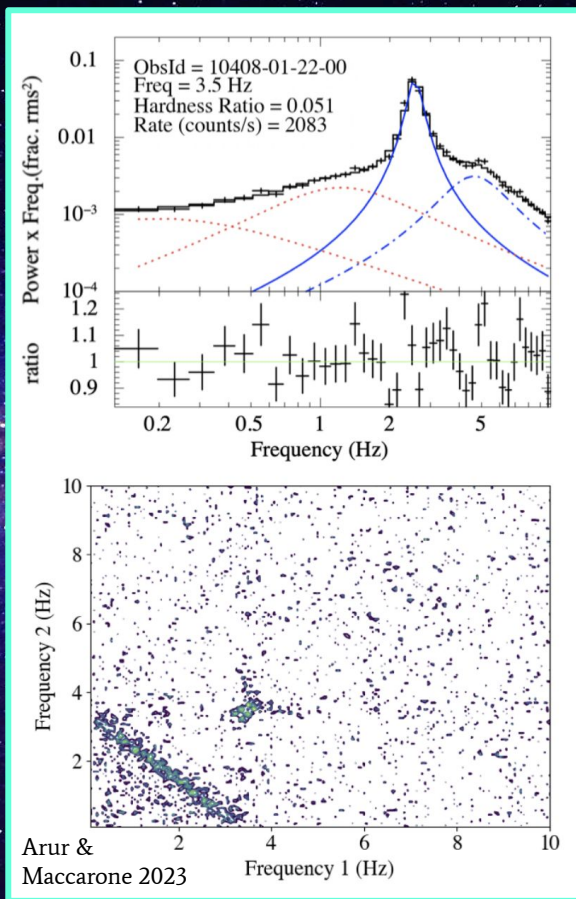 ObsId = 10408-01-22-00
Freq = 3.5 Hz
Hardness Ratio = 0.051
Rate (counts/s) = 2083
Power x Freq.(frac. rms²)
0.1
0.01
10⁻³
10⁻⁴
ratio
1.2
1.1
1
0.9
0.2 0.5 1 2 5
Frequency (Hz)
Frequency 2 (Hz)
10
8
6
4
2
2 4 6 8 10
Frequency 1 (Hz)
Arur &
Maccarone 2023